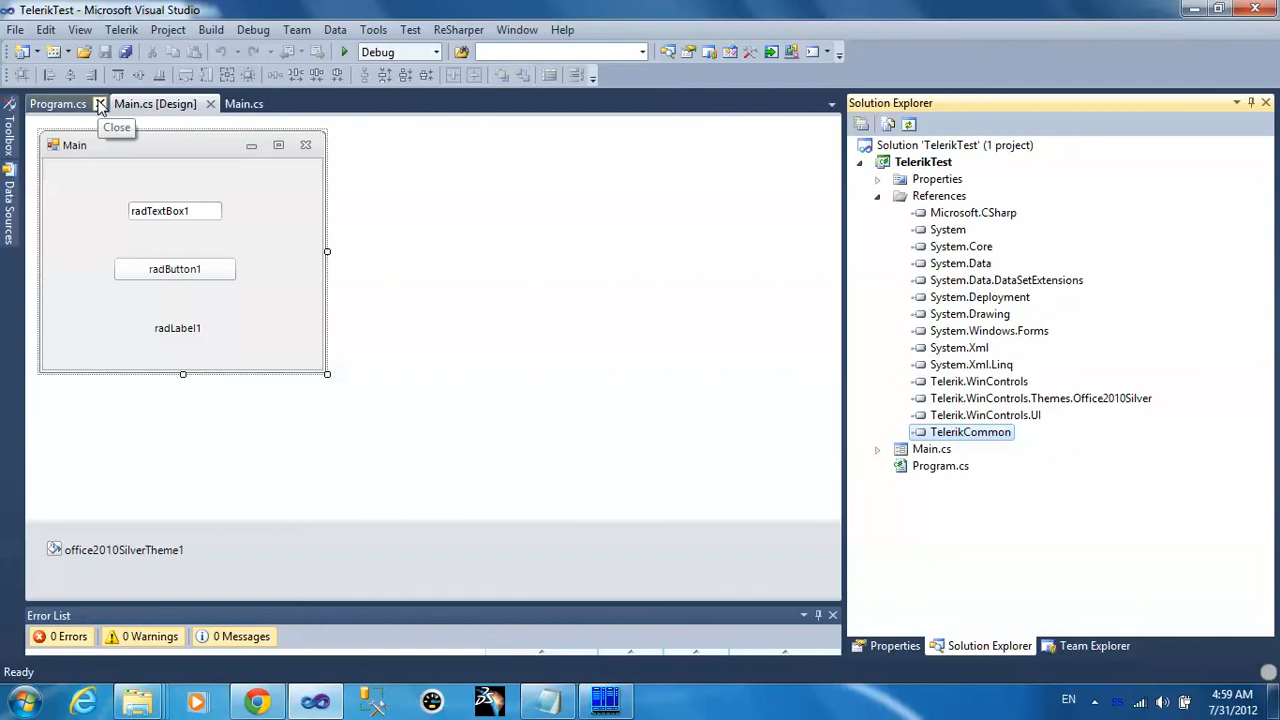 TelerikTest - Microsoft Visual Studio
File Edit View Telerik Project Build Debug Team Data Tools Test ReSharper Window Help
Debug
Program.cs Main.cs [Design] Main.cs
Close
Toolbox
Data Sources
Main
radTextBox1
radButton1
radLabel1
office2010SilverTheme1
Error List
0 Errors 0 Warnings 0 Messages
Solution Explorer
Solution 'TelerikTest' (1 project)
TelerikTest
Properties
References
Microsoft.CSharp
System
System.Core
System.Data
System.Data.DataSetExtensions
System.Deployment
System.Drawing
System.Windows.Forms
System.Xml
System.Xml.Linq
Telerik.WinControls
Telerik.WinControls.Themes.Office2010Silver
Telerik.WinControls.UI
TelerikCommon
Main.cs
Program.cs
Properties Solution Explorer Team Explorer
Ready
EN
4:59 AM
7/31/2012